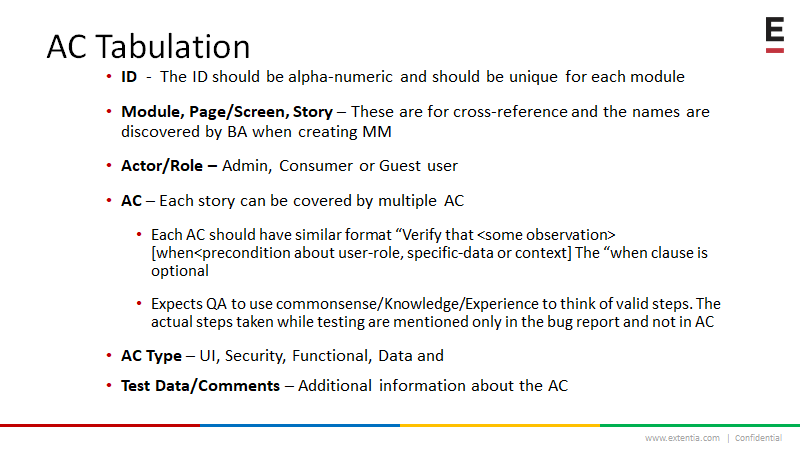 E
AC Tabulation
• ID - The ID should be alpha-numeric and should be unique for each module
• Module, Page/Screen, Story – These are for cross-reference and the names are
discovered by BA when creating MM
• Actor/Role – Admin, Consumer or Guest user
• AC – Each story can be covered by multiple AC
• Each AC should have similar format “Verify that <some observation>
[when<precondition about user-role, specific-data or context] The “when clause is
optional
• Expects QA to use commonsense/Knowledge/Experience to think of valid steps. The
actual steps taken while testing are mentioned only in the bug report and not in AC
• AC Type – UI, Security, Functional, Data and
• Test Data/Comments – Additional information about the AC
www.extentia.com | Confidential